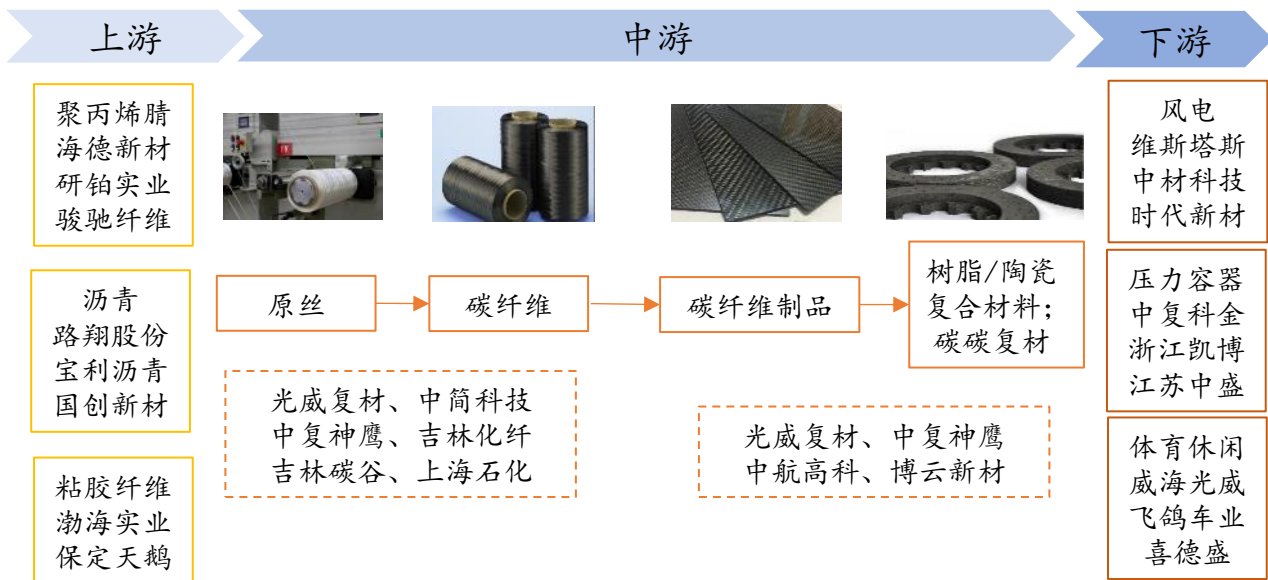 上游
中游
下游
聚丙烯腈
海德新材
研铂实业
骏驰纤维
沥青
路翔股份
宝利沥青
国创新材
粘胶纤维
渤海实业
保定天鹅
原丝
碳纤维
碳纤维制品
树脂/陶瓷
复合材料;
碳碳复材
光威复材、中简科技
中复神鹰、吉林化纤
吉林碳谷、上海石化
光威复材、中复神鹰
中航高科、博云新材
风电
维斯塔斯
中材科技
时代新材
压力容器
中复科金
浙江凯博
江苏中盛
体育休闲
威海光威
飞鸽车业
喜德盛